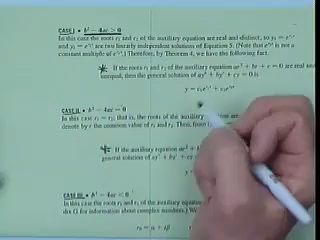 CASE I • b² − 4ac > 0
In this case the roots r₁ and r₂ of the auxiliary equation are real and distinct, so y₁ = e^{r₁x}
and y₂ = e^{r₂x} are two linearly independent solutions of Equation 5. (Note that e^{r₂x} is not a
constant multiple of e^{r₁x}.) Therefore, by Theorem 4, we have the following fact.
If the roots r₁ and r₂ of the auxiliary equation ar² + br + c = 0 are real and
unequal, then the general solution of ay″ + by′ + cy = 0 is
y = c₁e^{r₁x} + c₂e^{r₂x}
CASE II • b² − 4ac = 0
In this case r₁ = r₂; that is, the roots of the auxiliary equation are
denote by r the common value of r₁ and r₂. Then, from
If the auxiliary equation ar² +
general solution of ay″ + by′ + cy
CASE III • b² − 4ac < 0
In this case the roots r₁ and r₂ of the auxiliary
dix G for information about complex numbers.)
r₁ = α + iβ